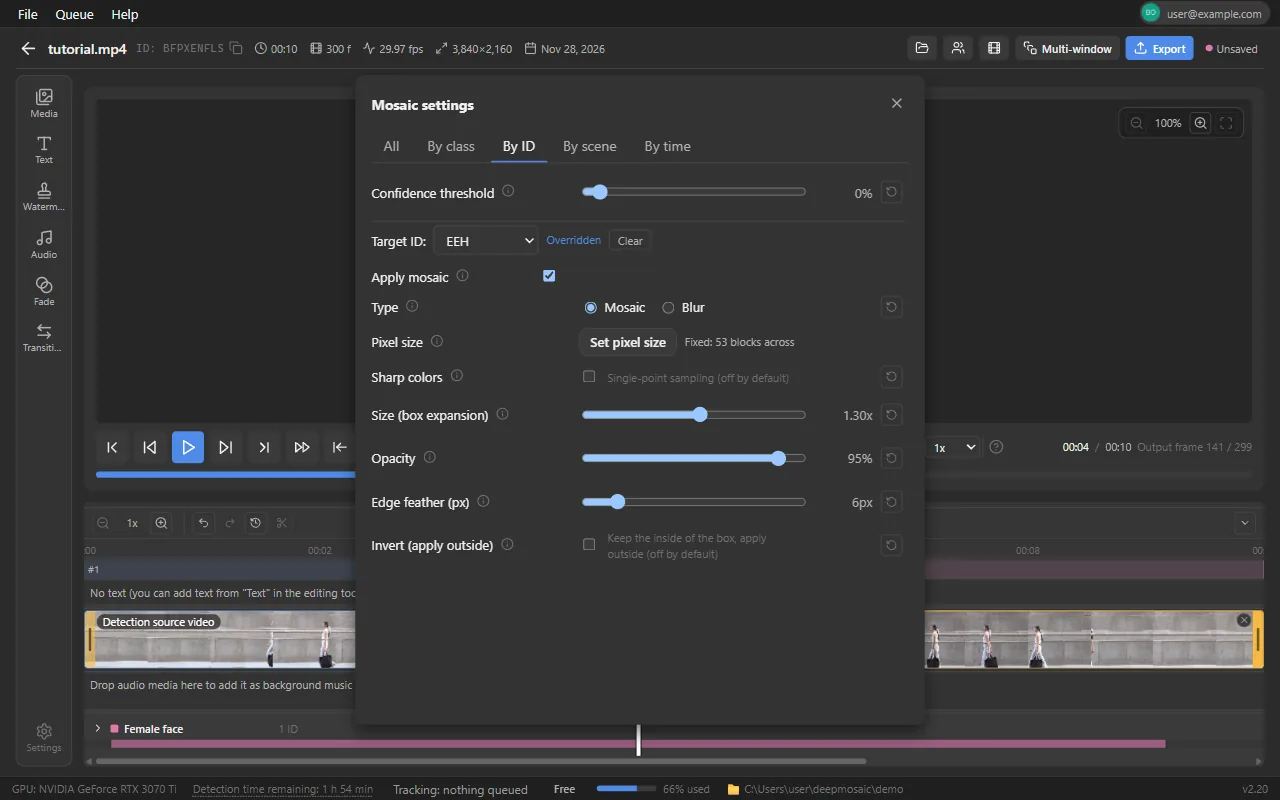 File Queue Help
BO user@example.com
tutorial.mp4 ID: BFPXENFLS 00:10 300 f 29.97 fps 3,840×2,160 Nov 28, 2026 Multi-window Export Unsaved
Mosaic settings
All By class By ID By scene By time
Confidence threshold 0%
Target ID: EEH Overridden Clear
Apply mosaic
Type Mosaic Blur
Pixel size Set pixel size Fixed: 53 blocks across
Sharp colors Single-point sampling (off by default)
Size (box expansion) 1.30x
Opacity 95%
Edge feather (px) 6px
Invert (apply outside) Keep the inside of the box, apply
outside (off by default)
Media
Text
Waterm...
Audio
Fade
Transiti...
Settings
100%
1x 00:04 / 00:10 Output frame 141 / 299
1x
:00 00:02 00:08 00:
#1
No text (you can add text from "Text" in the editing too
Detection source video
Drop audio media here to add it as background music
Female face 1 ID
GPU: NVIDIA GeForce RTX 3070 Ti Detection time remaining: 1 h 54 min Tracking: nothing queued Free 66% used C:\Users\user\deepmosaic\demo v2.20